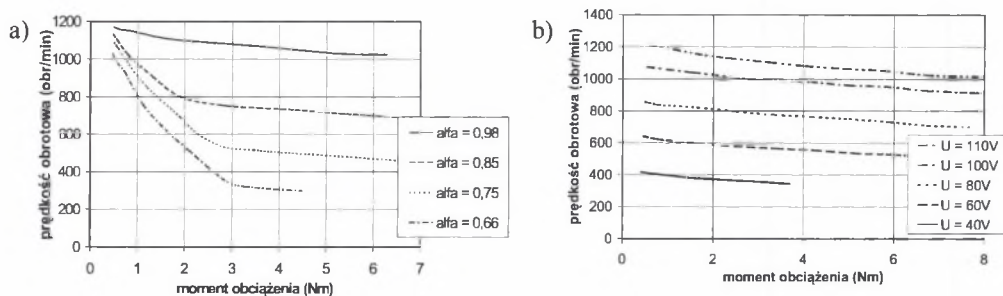 a)
prędkość obrotowa (obr/min)
1200
1000
800
600
400
200
0
0 1 2 3 4 5 6 7
moment obciążenia (Nm)
alfa = 0,98
alfa = 0,85
alfa = 0,75
alfa = 0,66
b)
prędkość obrotowa (obr/min)
1400
1200
1000
800
600
400
200
0
0 2 4 6 8
moment obciążenia (Nm)
U = 110V
U = 100V
U = 80V
U = 60V
U = 40V